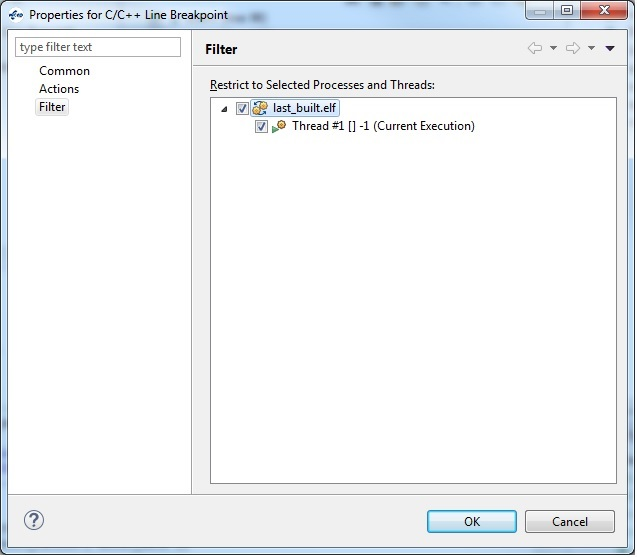 Properties for C/C++ Line Breakpoint
type filter text
Common
Actions
Filter
Filter
Restrict to Selected Processes and Threads:
last_built.elf
Thread #1 [] -1 (Current Execution)
OK
Cancel